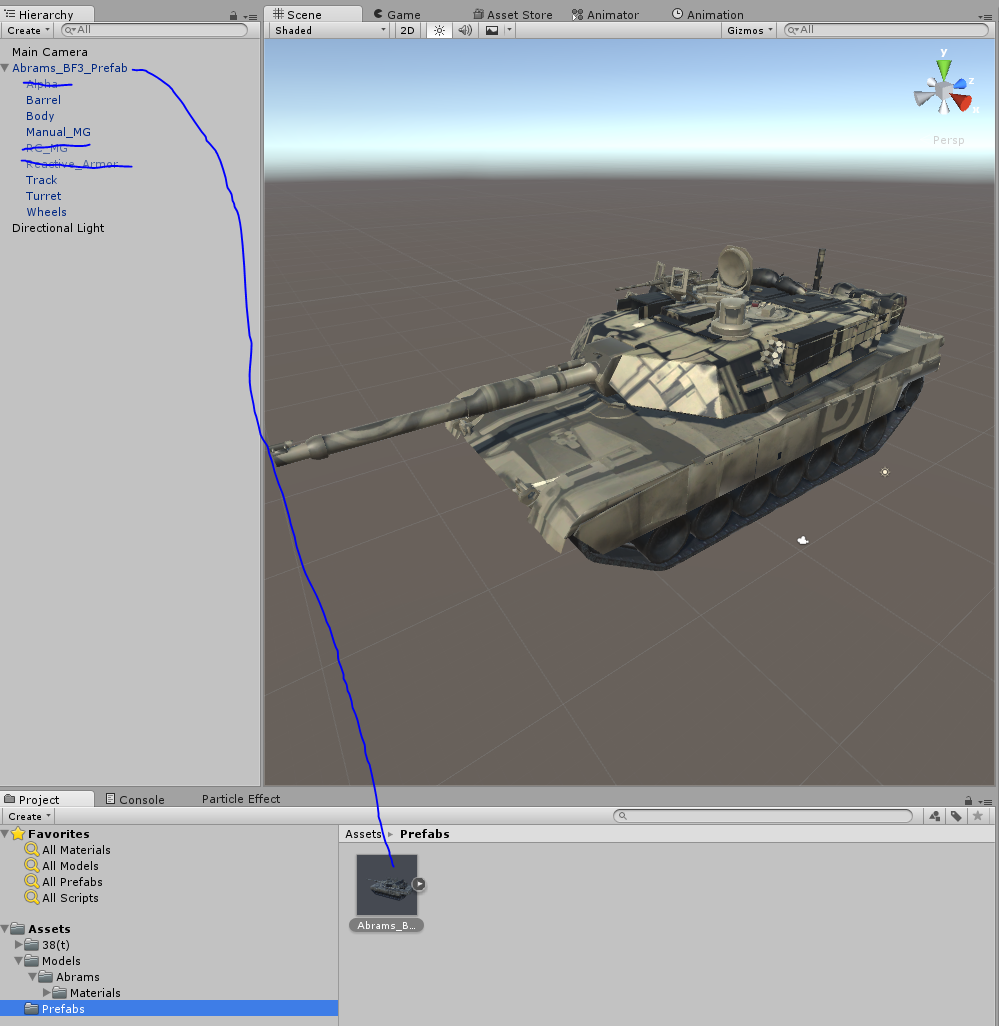 Hierarchy
Create
All
Main Camera
Abrams_BF3_Prefab
Alpha
Barrel
Body
Manual_MG
RC_MG
Reactive_Armor
Track
Turret
Wheels
Directional Light
Scene
Game
Asset Store
Animator
Animation
Shaded
2D
Gizmos
All
y
z
x
Persp
Project
Console
Particle Effect
Create
Favorites
All Materials
All Models
All Prefabs
All Scripts
Assets
38(t)
Models
Abrams
Materials
Prefabs
Assets Prefabs
Abrams_B...